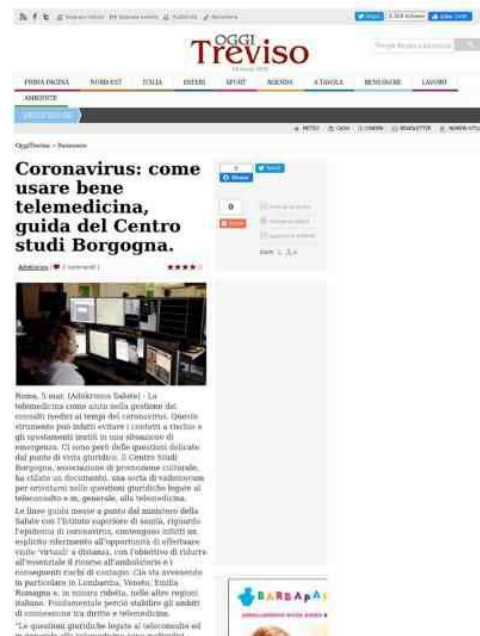 OGGI
Treviso
PRIMA PAGINA NORD-EST ITALIA ESTERI SPORT AGENDA A TAVOLA BENESSERE LAVORO
AMBIENTE
OggiTreviso > Benessere
Coronavirus: come
usare bene
telemedicina,
guida del Centro
studi Borgogna.
Adnkronos | 0 commenti |
0
Share
0
Roma, 5 mar. (Adnkronos Salute) - La
telemedicina come aiuto nella gestione dei
consulti medici ai tempi del coronavirus. Questo
strumento può infatti evitare i contatti a rischio e
gli spostamenti inutili in una situazione di
emergenza. Ci sono però delle questioni delicate
dal punto di vista giuridico. Il Centro Studi
Borgogna, associazione di promozione culturale,
ha stilato un documento, una sorta di vademecum
per orientarsi nelle questioni giuridiche legate al
teleconsulto e in, generale, alla telemedicina.
Le linee guida messe a punto dal ministero della
Salute con l'Istituto superiore di sanità, riguardo
l'epidemia di coronavirus, contengono infatti un
esplicito riferimento all'opportunità di effettuare
visite 'virtuali' a distanza, con l'obiettivo di ridurre
all'essenziale il ricorso all'ambulatorio e i
conseguenti rischi di contagio. Ciò sta avvenendo
in particolare in Lombardia, Veneto, Emilia
Romagna e, in misura ridotta, nelle altre regioni
italiane. Fondamentale perciò stabilire gli ambiti
di connessione tra diritto e telemedicina.
"Le questioni giuridiche legate al teleconsulto ed
BARBAPA